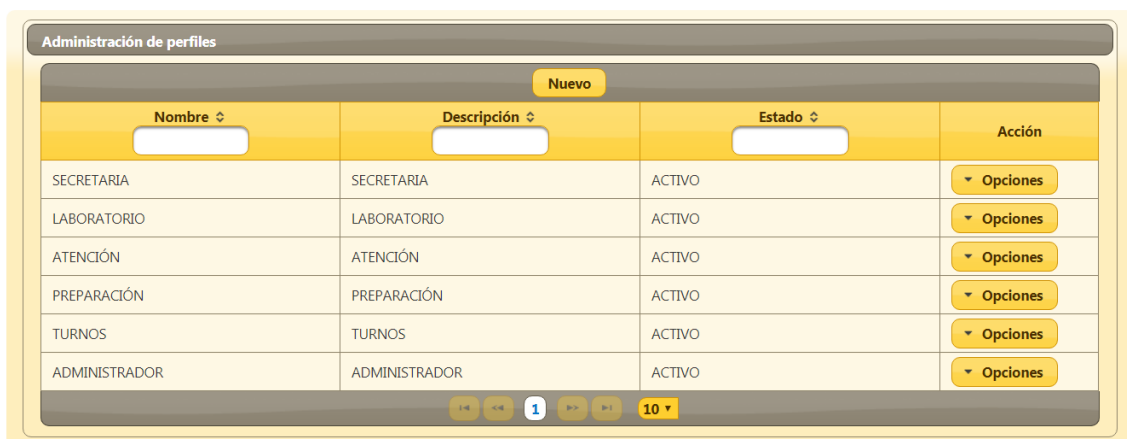 Administración de perfiles
Nuevo
Nombre Descripción Estado Acción
SECRETARIA SECRETARIA ACTIVO Opciones
LABORATORIO LABORATORIO ACTIVO Opciones
ATENCIÓN ATENCIÓN ACTIVO Opciones
PREPARACIÓN PREPARACIÓN ACTIVO Opciones
TURNOS TURNOS ACTIVO Opciones
ADMINISTRADOR ADMINISTRADOR ACTIVO Opciones
1 10